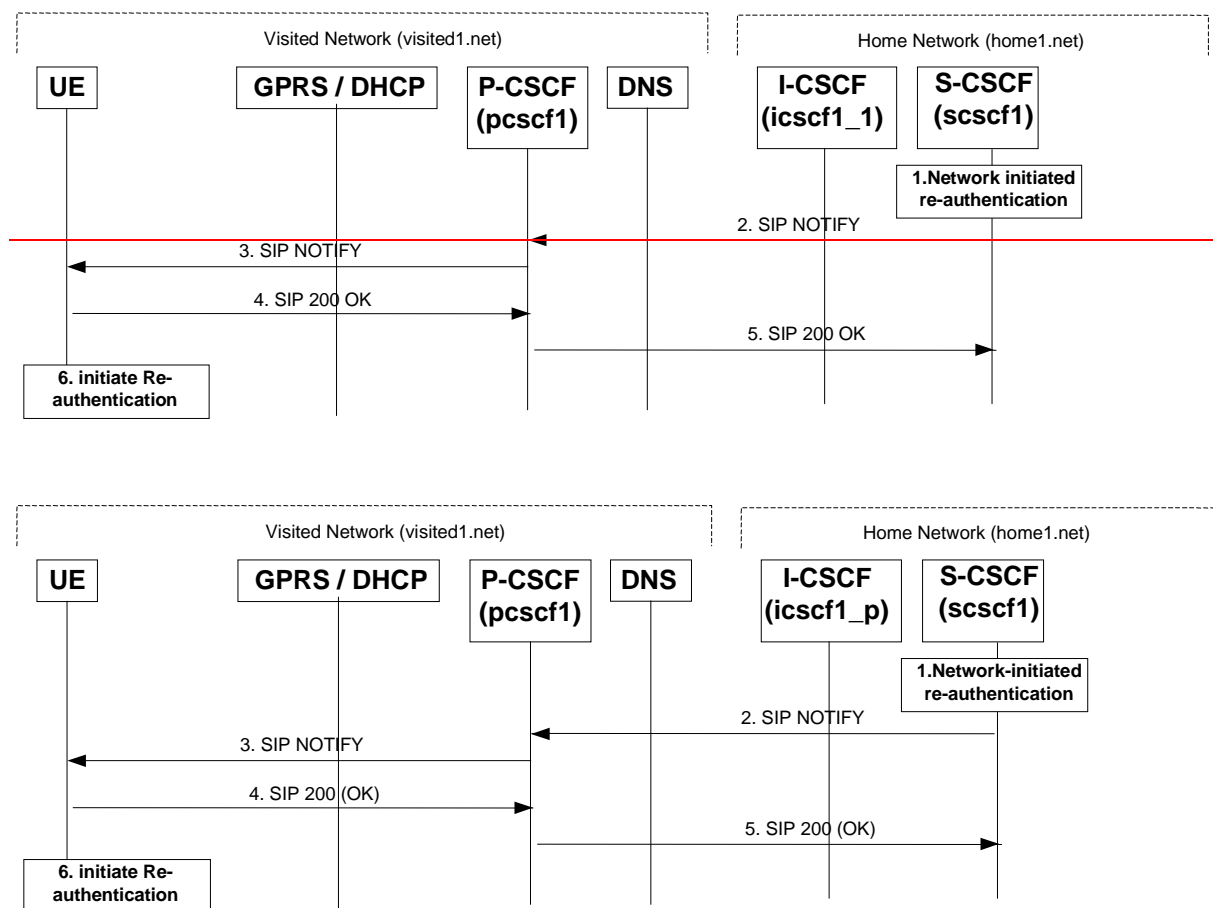 Visited Network (visited1.net)
Home Network (home1.net)
UE
GPRS / DHCP
P-CSCF
(pcscf1)
DNS
I-CSCF
(icscf1_1)
S-CSCF
(scscf1)
1.Network initiated
re-authentication
2. SIP NOTIFY
3. SIP NOTIFY
4. SIP 200 OK
5. SIP 200 OK
6. initiate Re-
authentication
Visited Network (visited1.net)
Home Network (home1.net)
UE
GPRS / DHCP
P-CSCF
(pcscf1)
DNS
I-CSCF
(icscf1_p)
S-CSCF
(scscf1)
1.Network-initiated
re-authentication
2. SIP NOTIFY
3. SIP NOTIFY
4. SIP 200 (OK)
5. SIP 200 (OK)
6. initiate Re-
authentication